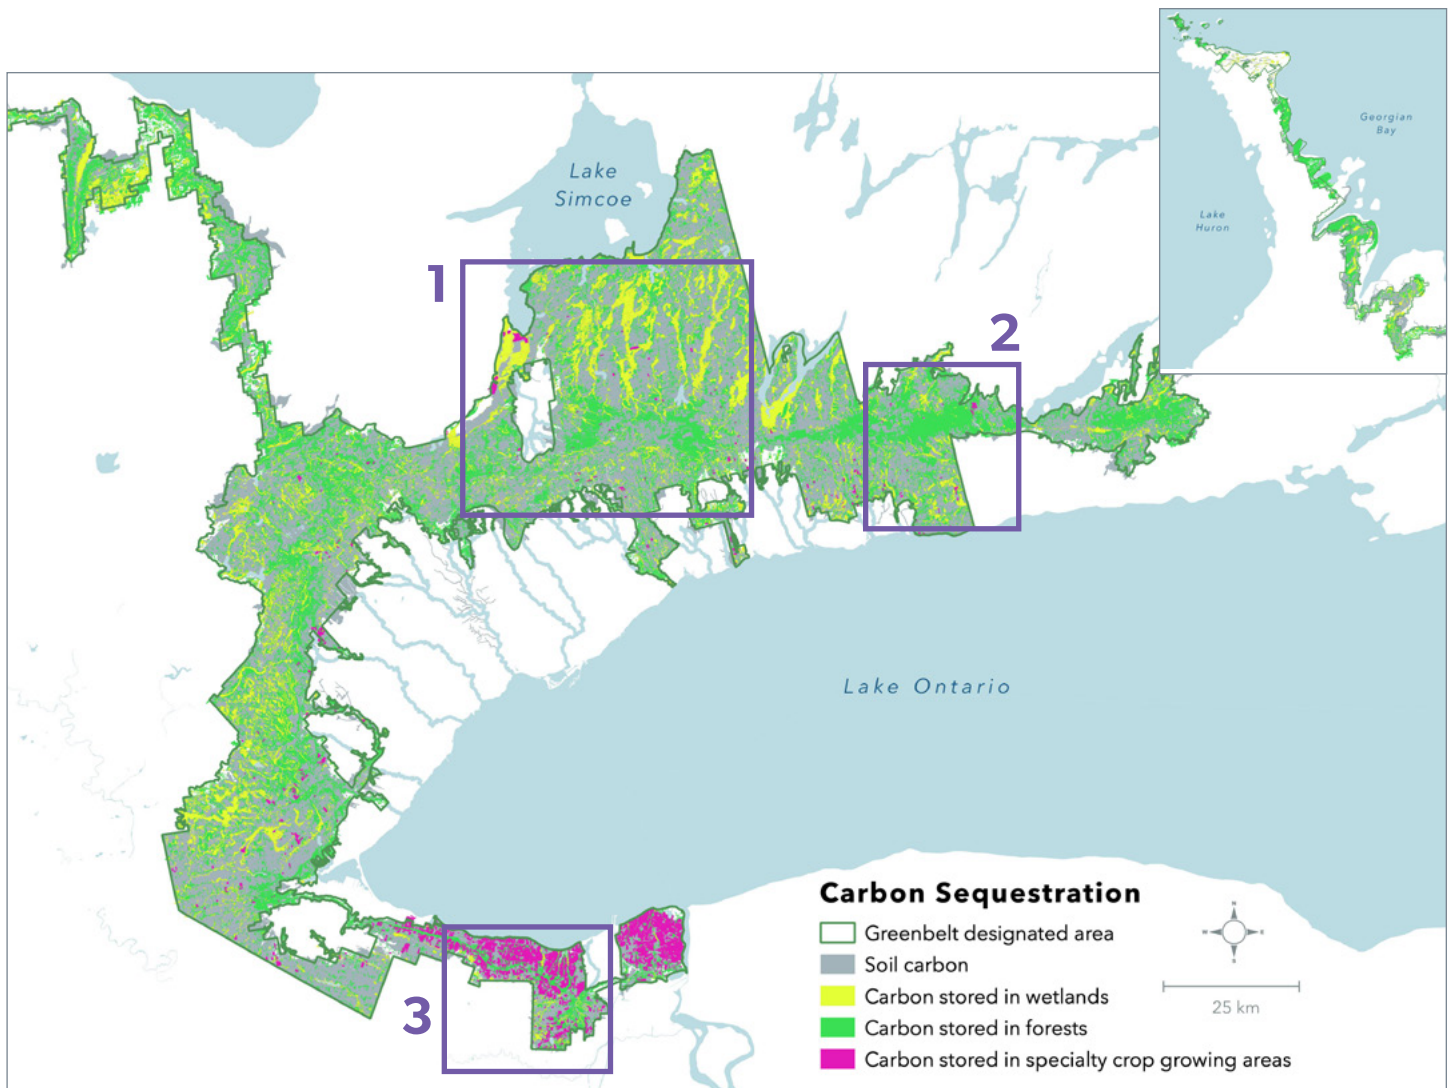 Georgian
Bay
Lake
Huron
Lake
Simcoe
1
2
Lake Ontario
3
Carbon Sequestration
Greenbelt designated area
Soil carbon
Carbon stored in wetlands
Carbon stored in forests
Carbon stored in specialty crop growing areas
N
E
S
25 km